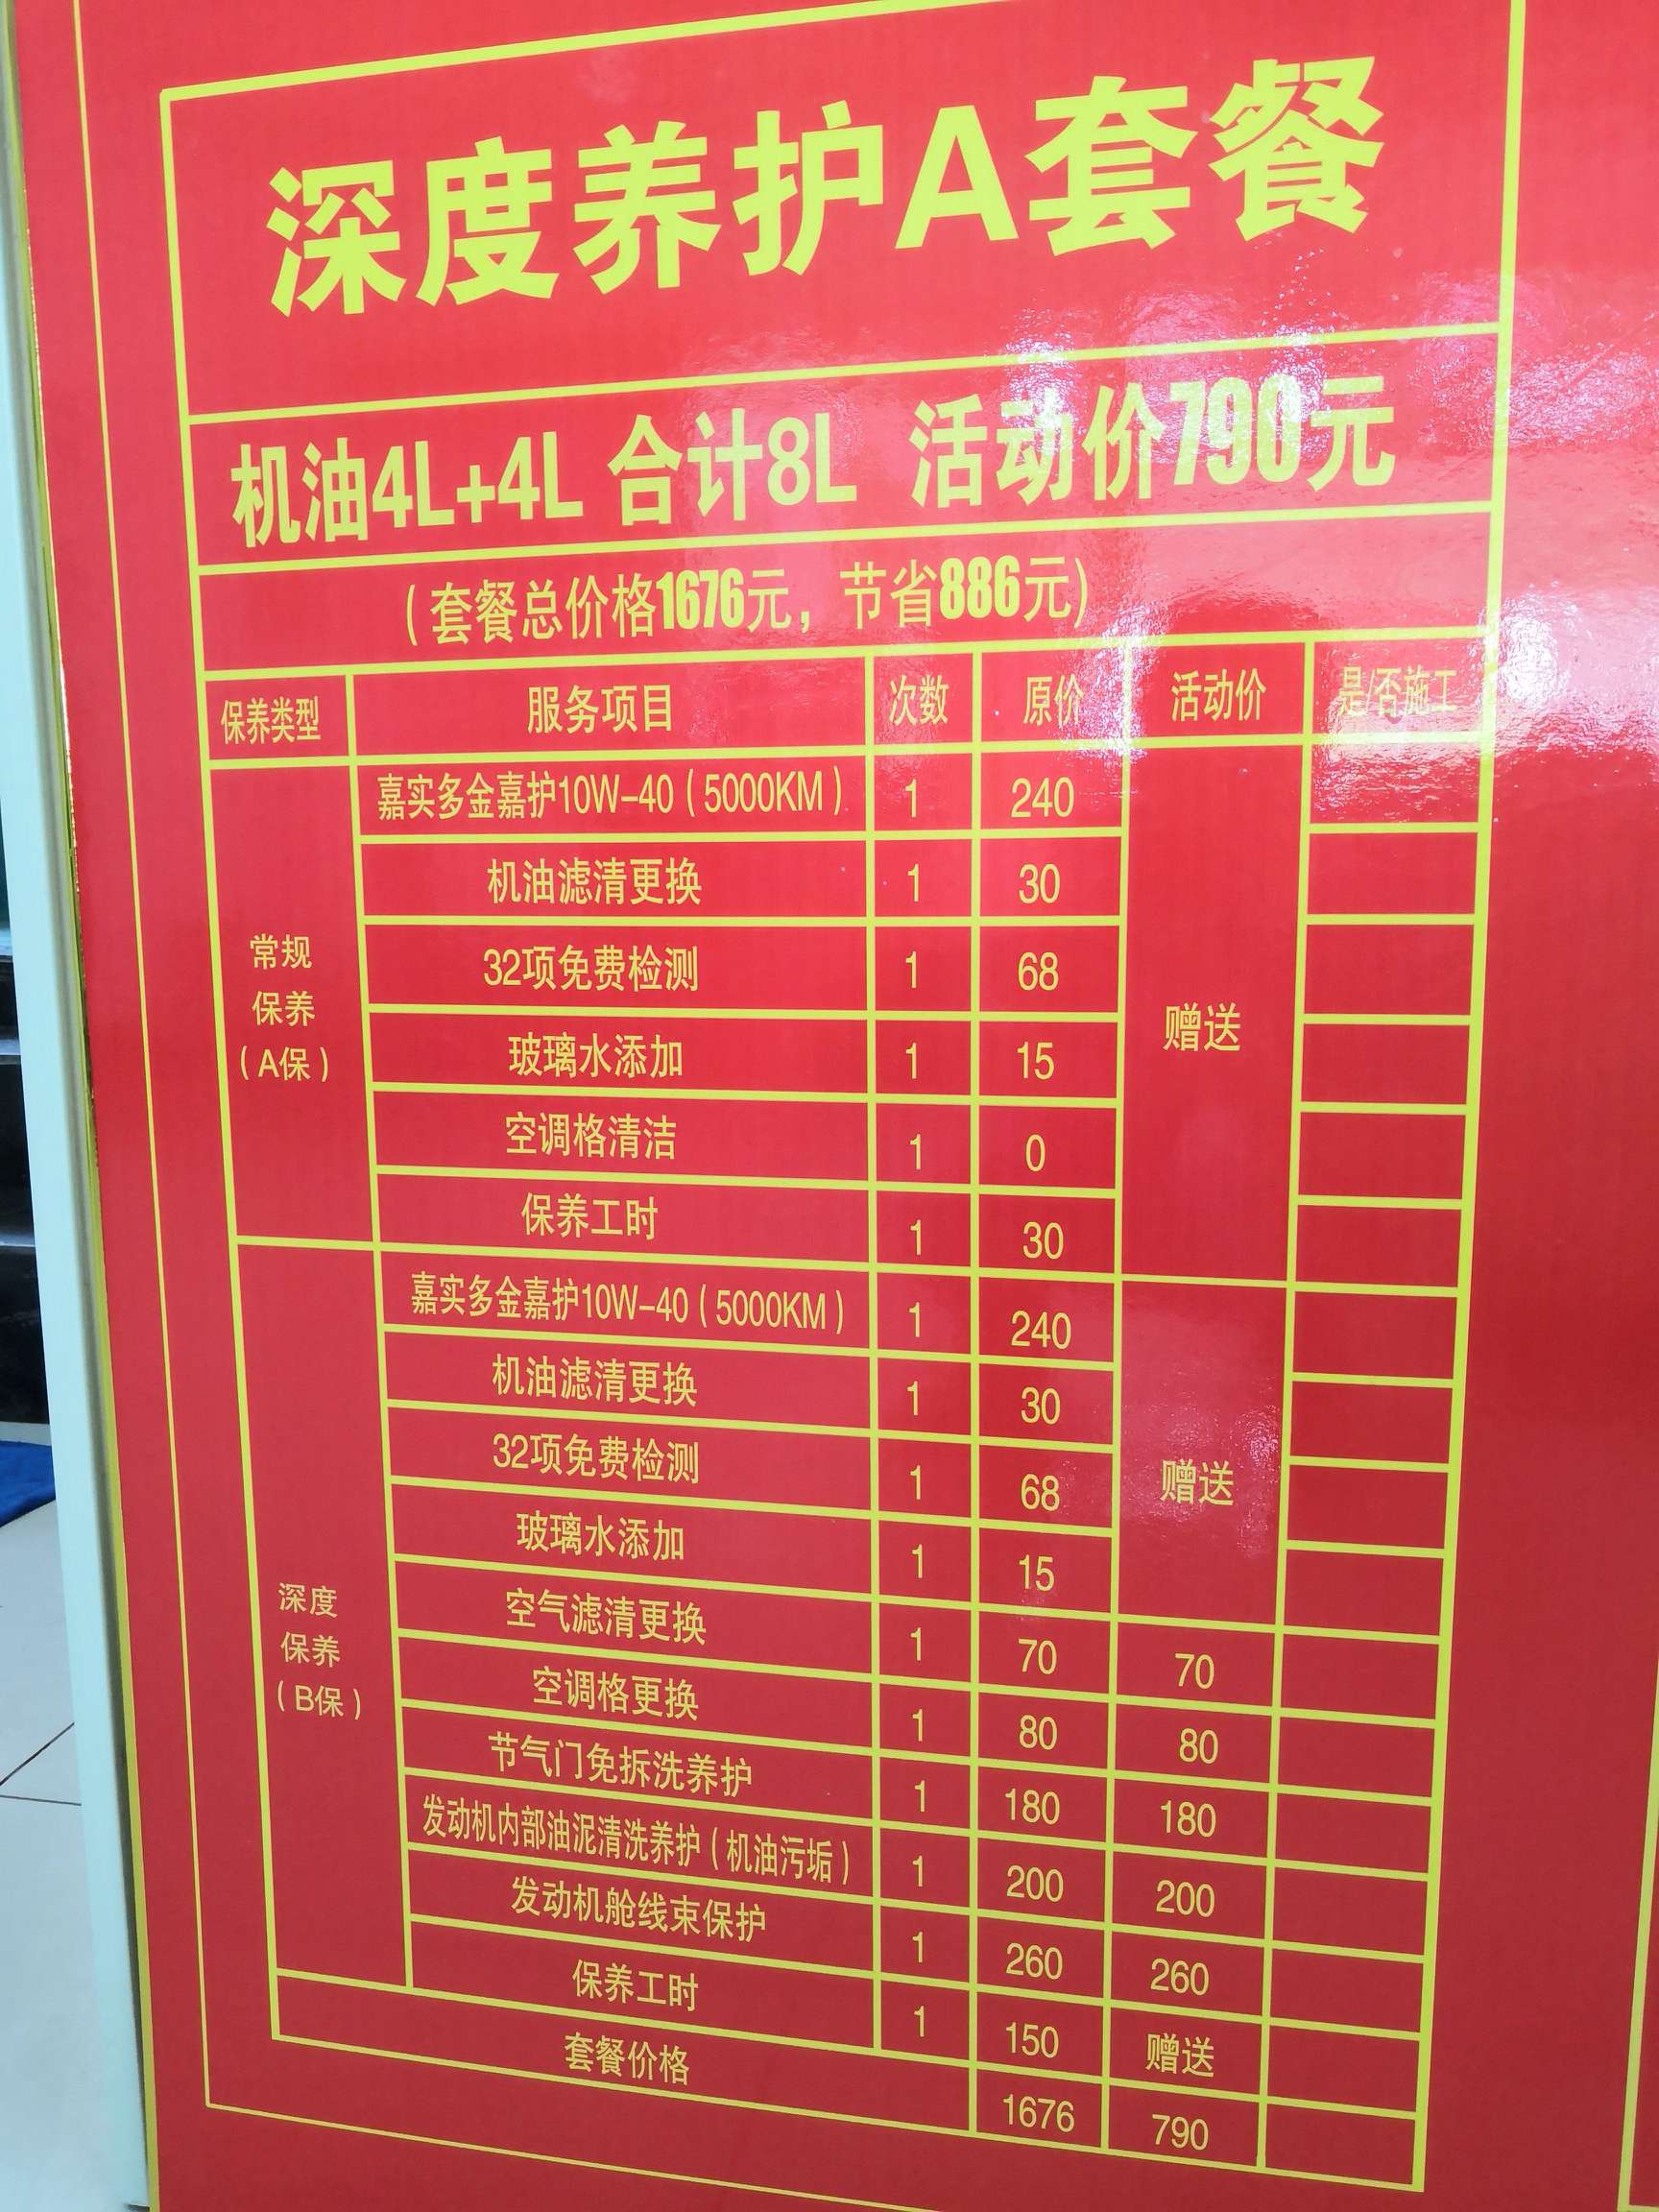 深度养护A套餐
机油4L+4L 合计8L 活动价790元
(套餐总价格1676元，节省886元)
保养类型 服务项目 次数 原价 活动价 是/否施工
嘉实多金嘉护10W-40（5000KM） 1 240
机油滤清更换 1 30
32项免费检测 1 68
常规
保养
（A保）
赠送
玻璃水添加 1 15
空调格清洁 1 0
保养工时 1 30
嘉实多金嘉护10W-40（5000KM） 1 240
机油滤清更换 1 30
32项免费检测 1 68
赠送
玻璃水添加 1 15
深度
保养
（B保）
空气滤清更换 1 70 70
空调格更换 1 80 80
节气门免拆洗养护 1 180 180
发动机内部油泥清洗养护（机油污垢） 1 200 200
发动机舱线束保护 1 260 260
保养工时 1 150 赠送
套餐价格 1676 790